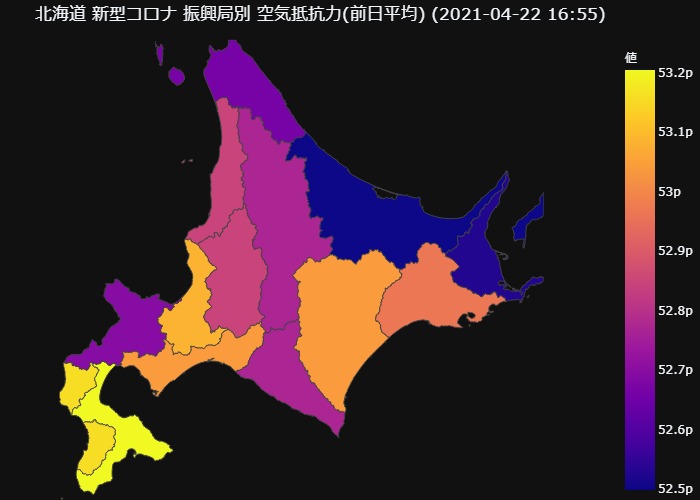 北海道 新型コロナ 振興局別 空気抵抗力(前日平均) (2021-04-22 16:55)
値
53.2p
53.1p
53p
52.9p
52.8p
52.7p
52.6p
52.5p